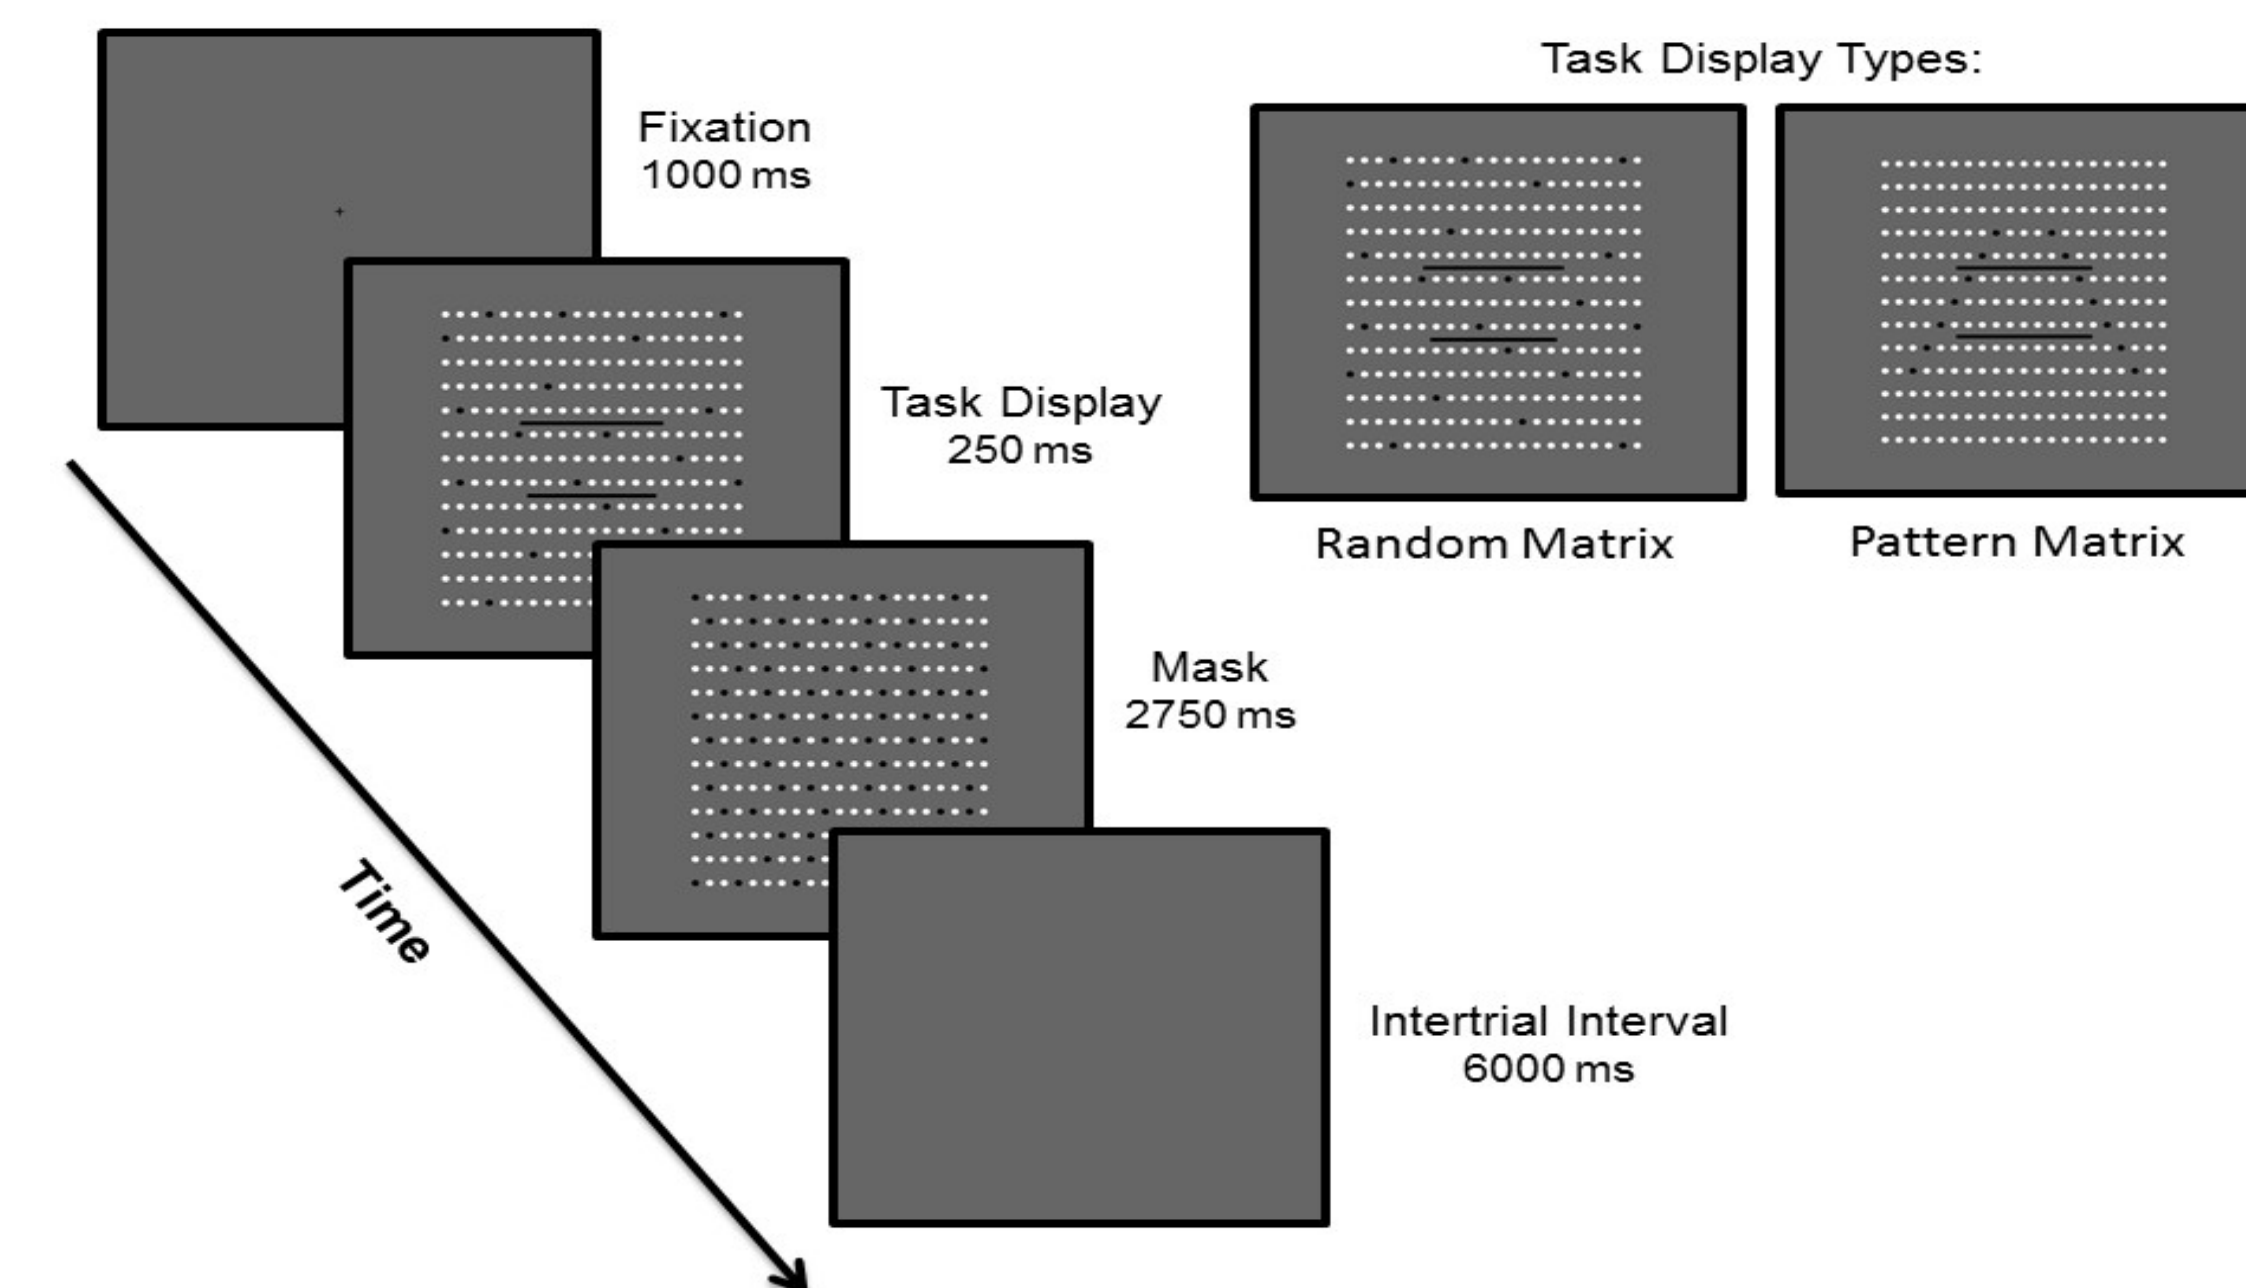 Task Display Types:
Fixation
1000 ms
Task Display
250 ms
Random Matrix
Pattern Matrix
Mask
2750 ms
Time
Intertrial Interval
6000 ms